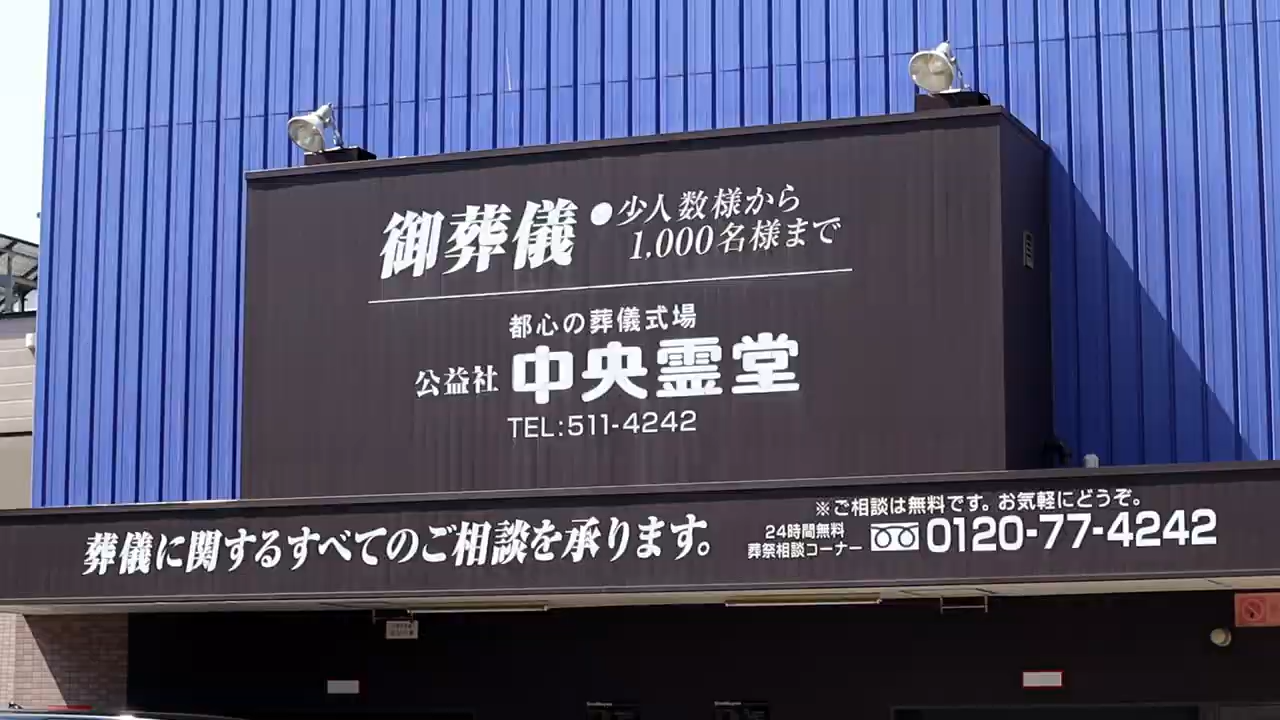 御葬儀●少人数様から
1,000名様まで
都心の葬儀式場
公益社 中央霊堂
TEL:511-4242
葬儀に関するすべてのご相談を承ります。
※ご相談は無料です。お気軽にどうぞ。
24時間無料
葬祭相談コーナー
0120-77-4242